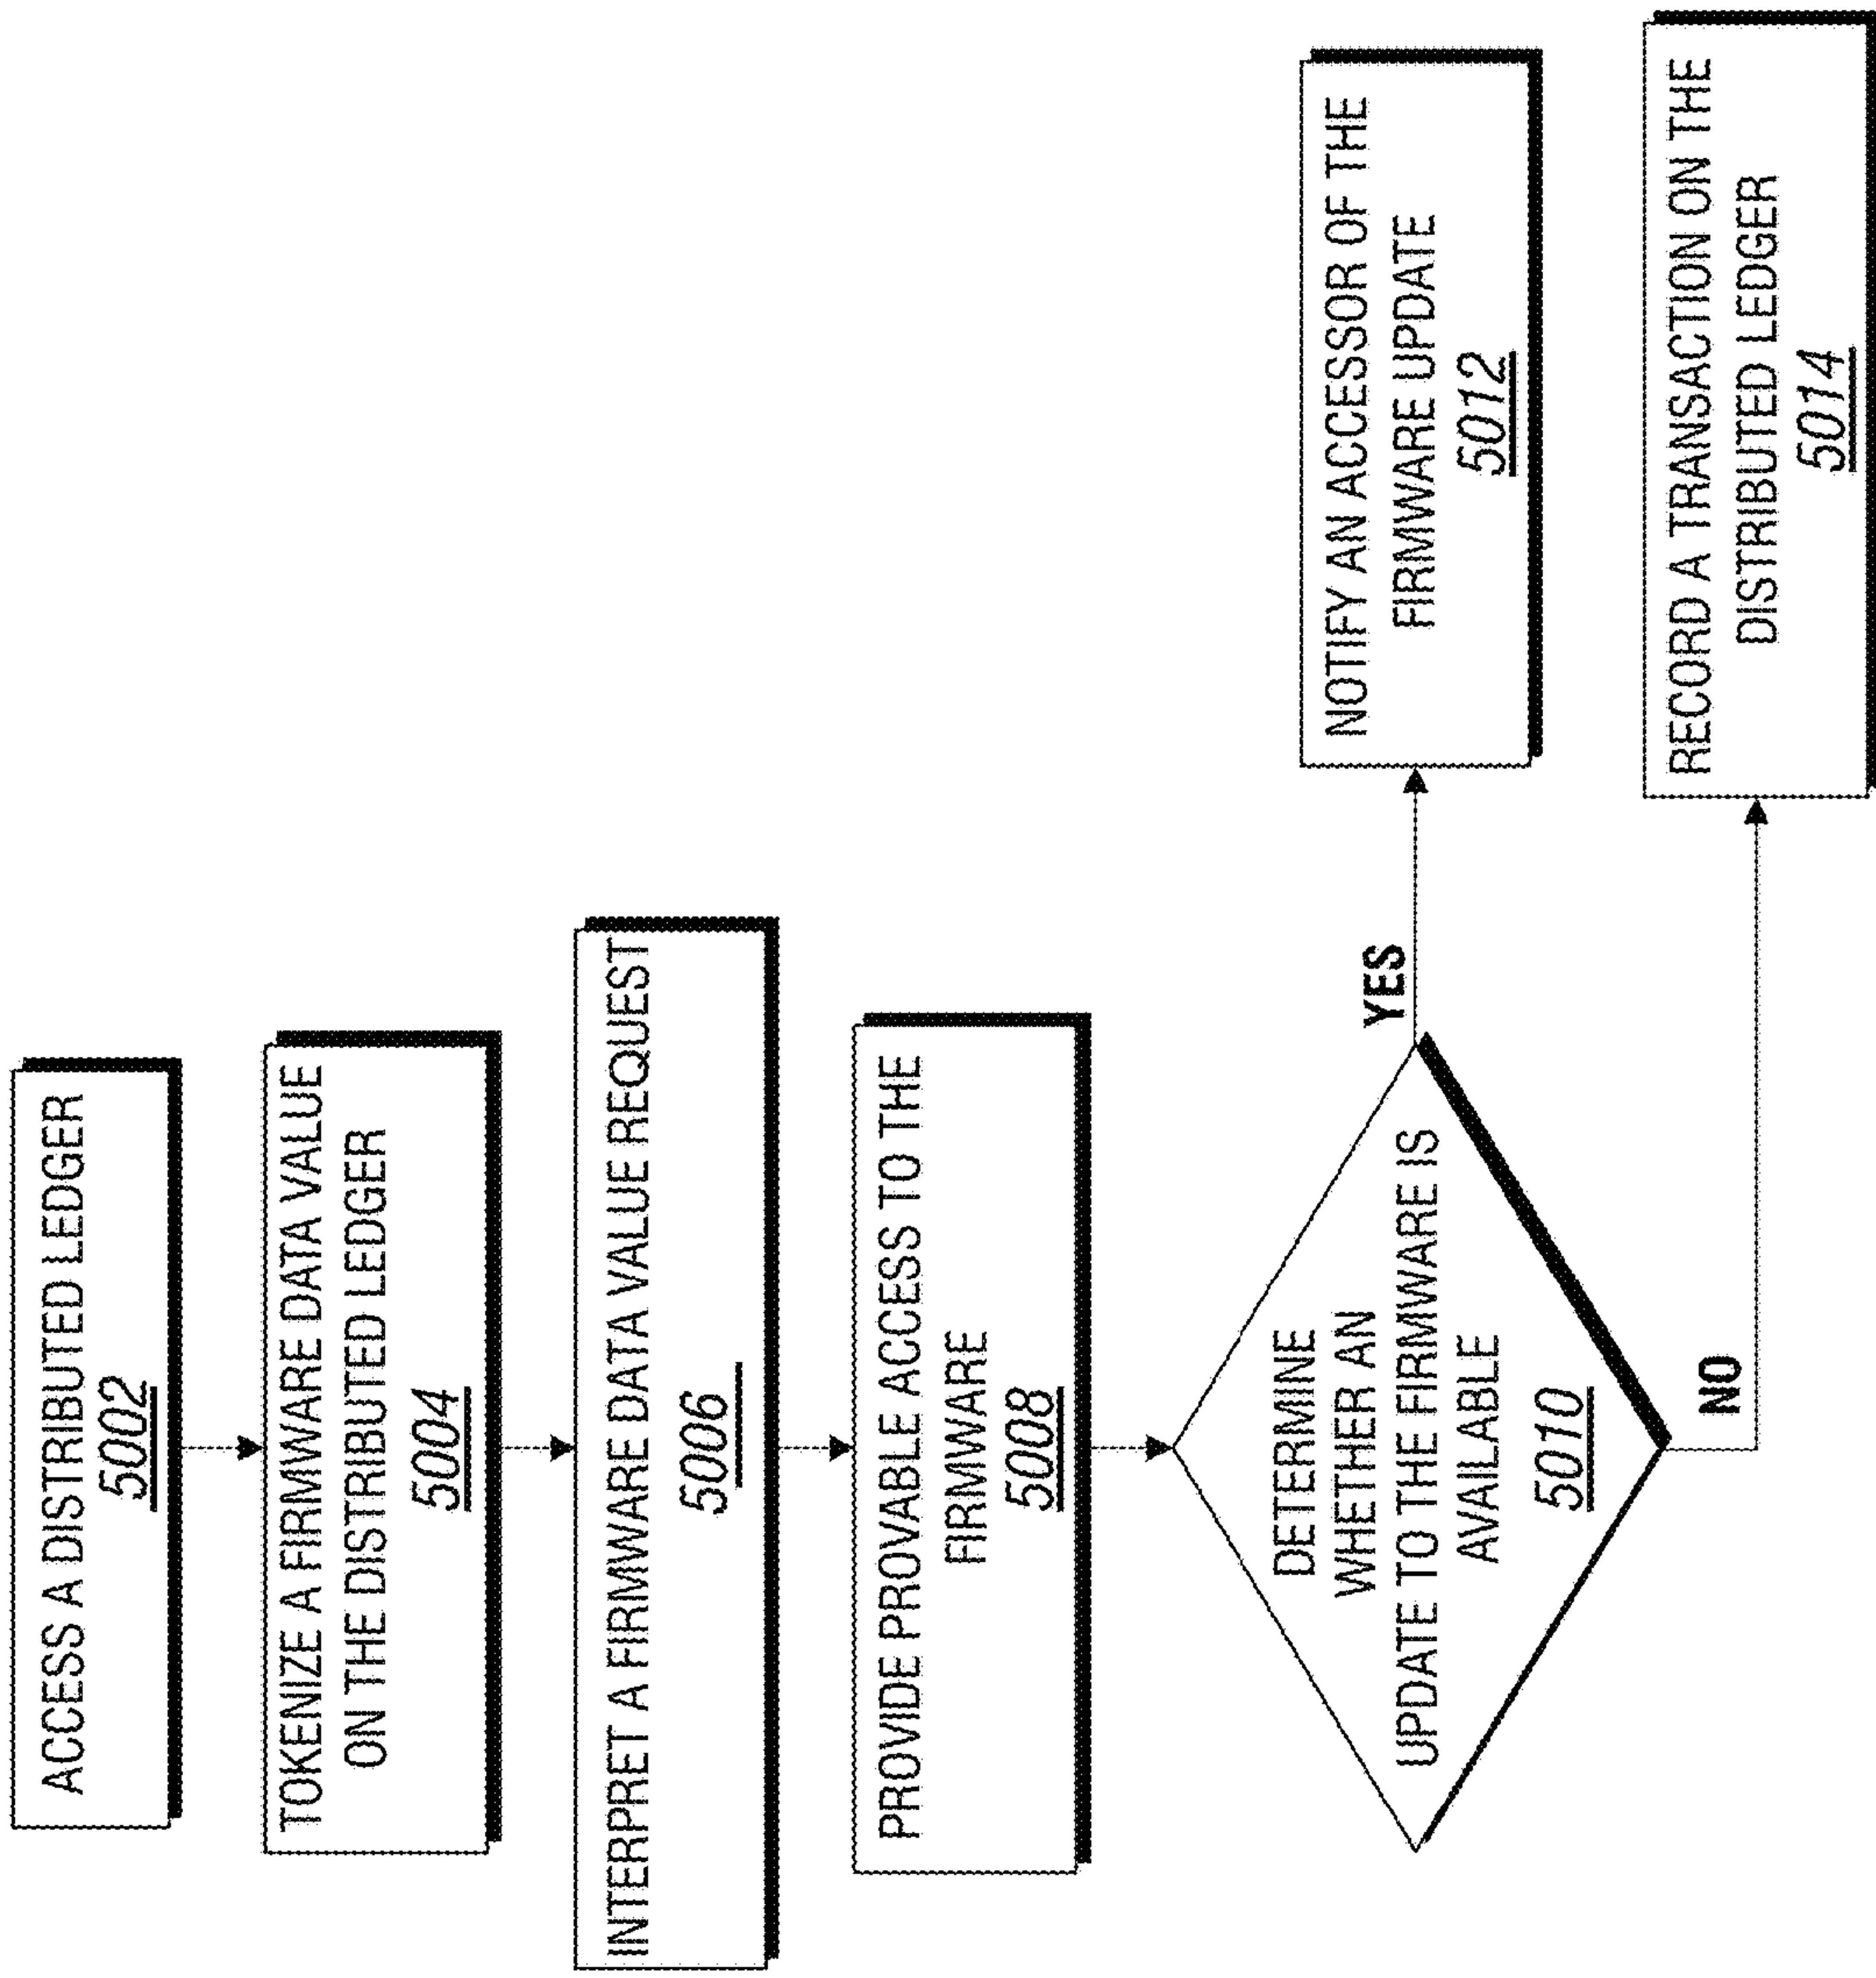 ACCESS A DISTRIBUTED LEDGER
5002
TOKENIZE A FIRMWARE DATA VALUE
ON THE DISTRIBUTED LEDGER
5004
INTERPRET A FIRMWARE DATA VALUE REQUEST
5006
PROVIDE PROVABLE ACCESS TO THE
FIRMWARE
5008
DETERMINE
WHETHER AN
UPDATE TO THE FIRMWARE IS
AVAILABLE
5010
YES
NOTIFY AN ACCESSOR OF THE
FIRMWARE UPDATE
5012
NO
RECORD A TRANSACTION ON THE
DISTRIBUTED LEDGER
5014